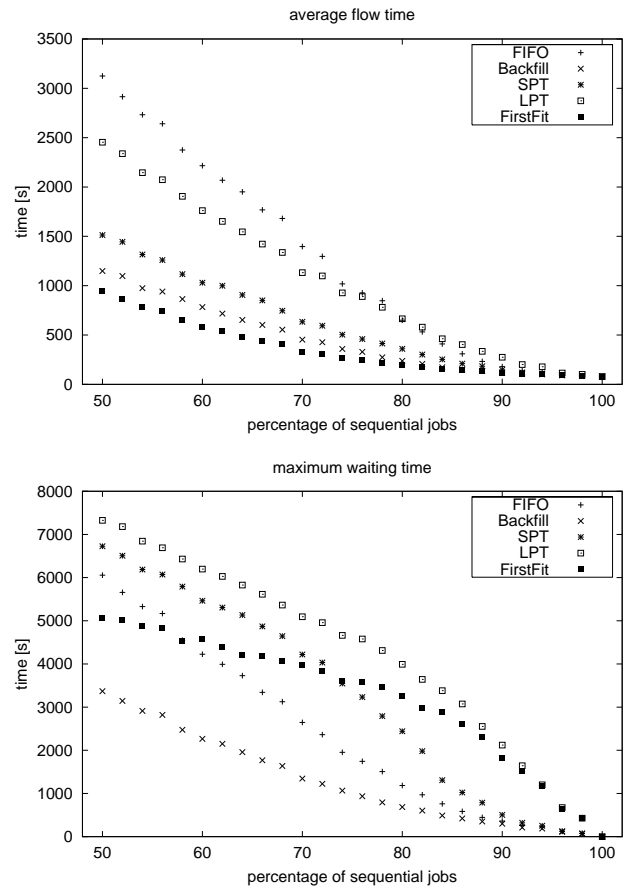 average flow time
3500
3000
2500
2000
1500
1000
500
0
time [s]
FIFO
Backfill
SPT
LPT
FirstFit
50 60 70 80 90 100
percentage of sequential jobs
maximum waiting time
8000
7000
6000
5000
4000
3000
2000
1000
0
time [s]
FIFO
Backfill
SPT
LPT
FirstFit
50 60 70 80 90 100
percentage of sequential jobs